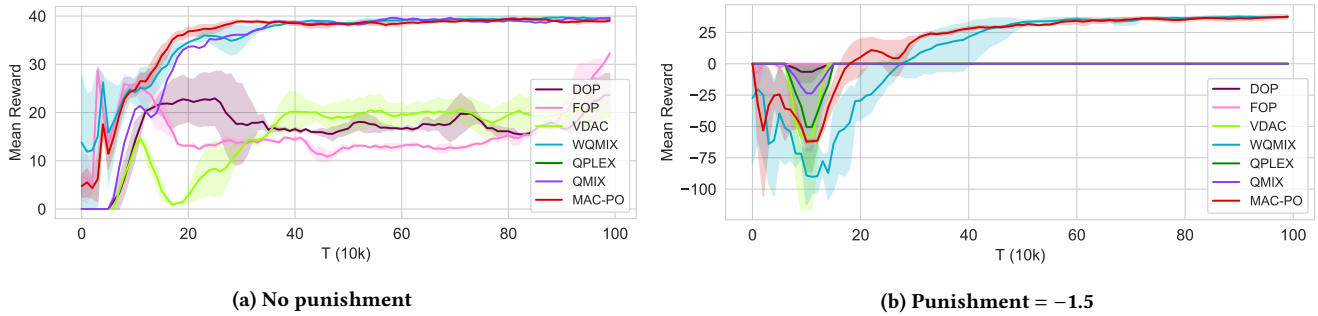 40
30
20
10
0
Mean Reward
0
20
40
60
80
100
T (10k)
DOP
FOP
VDAC
WQMIX
QPLEX
QMIX
MAC-PO
(a) No punishment
25
0
−25
−50
−75
−100
Mean Reward
0
20
40
60
80
100
T (10k)
DOP
FOP
VDAC
WQMIX
QPLEX
QMIX
MAC-PO
(b) Punishment = −1.5